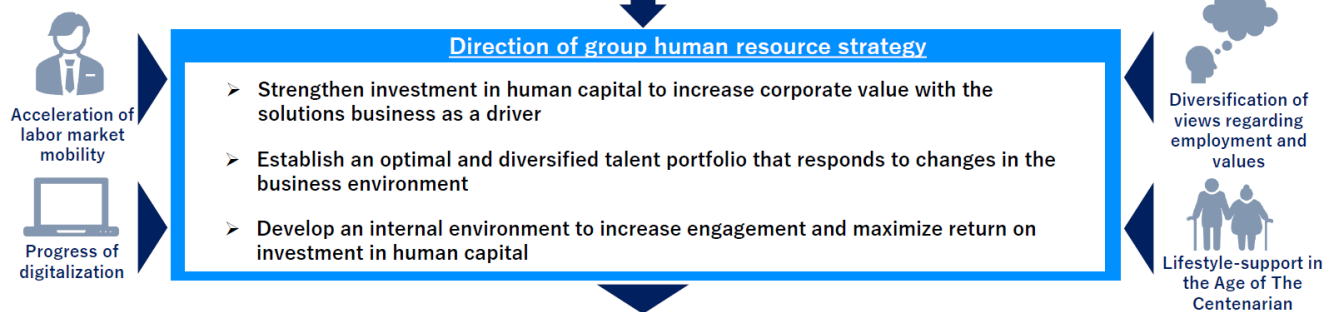 Direction of group human resource strategy
➢ Strengthen investment in human capital to increase corporate value with the
solutions business as a driver
➢ Establish an optimal and diversified talent portfolio that responds to changes in the
business environment
➢ Develop an internal environment to increase engagement and maximize return on
investment in human capital
Acceleration of
labor market
mobility
Progress of
digitalization
Diversification of
views regarding
employment and
values
Lifestyle-support in
the Age of The
Centenarian